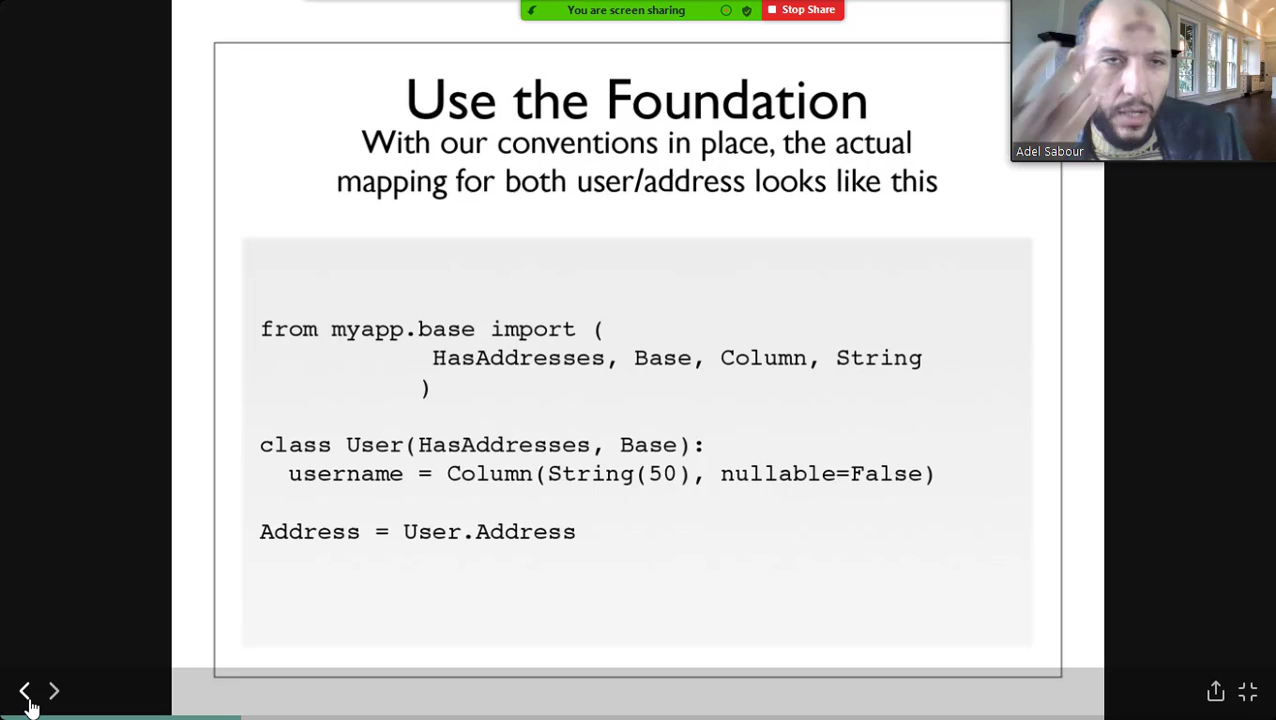 You are screen sharing
Stop Share
Adel Sabour
Use the Foundation
With our conventions in place, the actual
mapping for both user/address looks like this
from myapp.base import (
HasAddresses, Base, Column, String
)
class User(HasAddresses, Base):
username = Column(String(50), nullable=False)
Address = User.Address